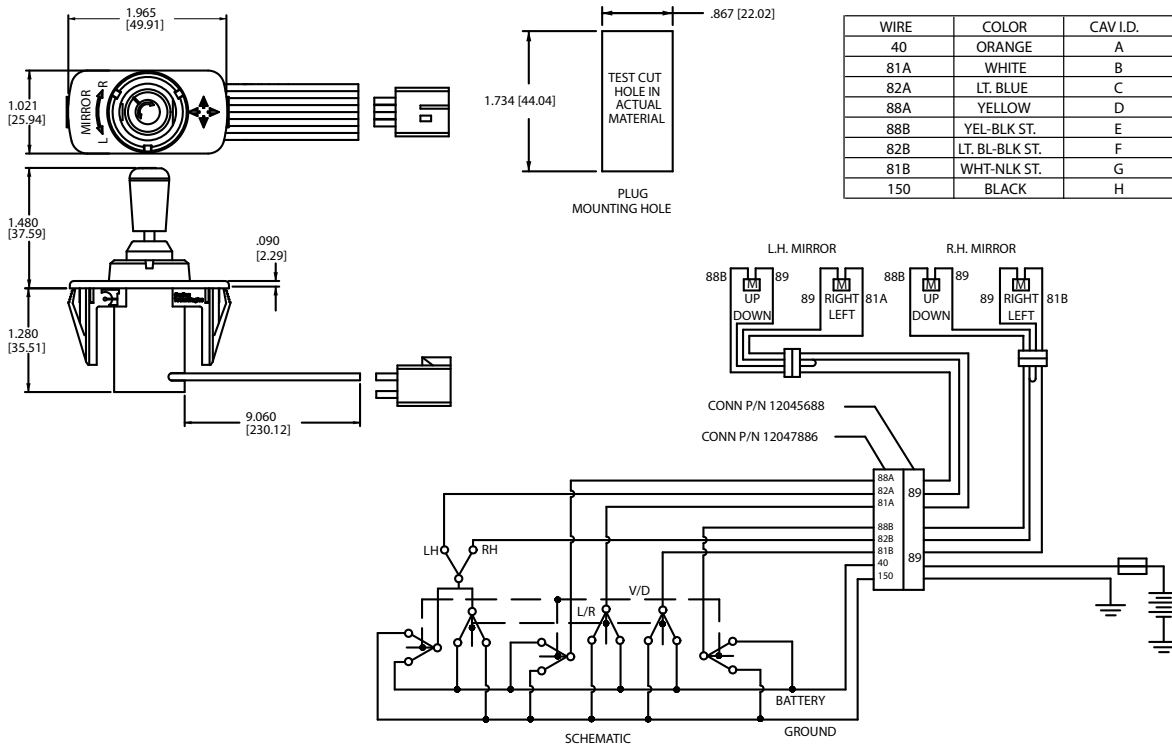 1.965
[49.91]
1.021
[25.94]
MIRROR
L
R
1.480
[37.59]
.090
[2.29]
1.280
[35.51]
9.060
[230.12]
.867 [22.02]
1.734 [44.04]
TEST CUT
HOLE IN
ACTUAL
MATERIAL
PLUG
MOUNTING HOLE
WIRE COLOR CAV I.D.
40 ORANGE A
81A WHITE B
82A LT. BLUE C
88A YELLOW D
88B YEL-BLK ST. E
82B LT. BL-BLK ST. F
81B WHT-NLK ST. G
150 BLACK H
L.H. MIRROR
R.H. MIRROR
88B 89
M
UP
DOWN
89 81A
M
RIGHT
LEFT
88B 89
M
UP
DOWN
89 81B
M
RIGHT
LEFT
CONN P/N 12045688
CONN P/N 12047886
88A
82A
81A
88B
82B
81B
40
150
89
89
LH
RH
V/D
L/R
BATTERY
GROUND
SCHEMATIC